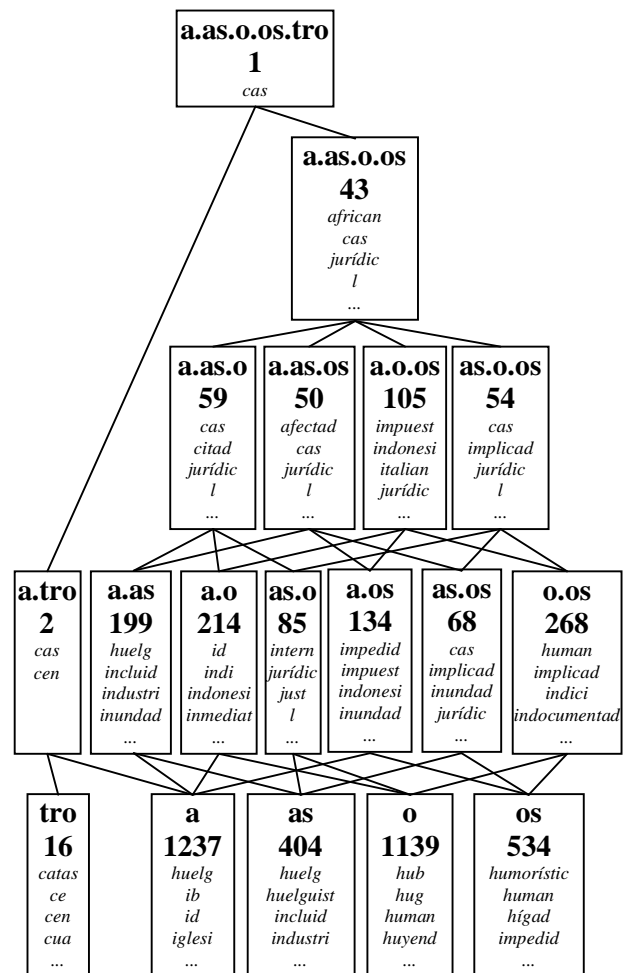 a.as.o.os.tro
1
cas
a.as.o.os
43
african
cas
jurídic
l
...
a.as.o
59
cas
citad
jurídic
l
...
a.as.os
50
afectad
cas
jurídic
l
...
a.o.os
105
impuest
indonesi
italian
jurídic
...
as.o.os
54
cas
implicad
jurídic
l
...
a.tro
2
cas
cen
a.as
199
huelg
incluid
industri
inundad
...
a.o
214
id
indi
indonesi
inmediat
...
as.o
85
intern
jurídic
just
l
...
a.os
134
impedid
impuest
indonesi
inundad
...
as.os
68
cas
implicad
inundad
jurídic
...
o.os
268
human
implicad
indici
indocumentad
...
tro
16
catas
ce
cen
cua
...
a
1237
huelg
ib
id
iglesi
...
as
404
huelg
huelguist
incluid
industri
...
o
1139
hub
hug
human
huyend
...
os
534
humorístic
human
hígad
impedid
...